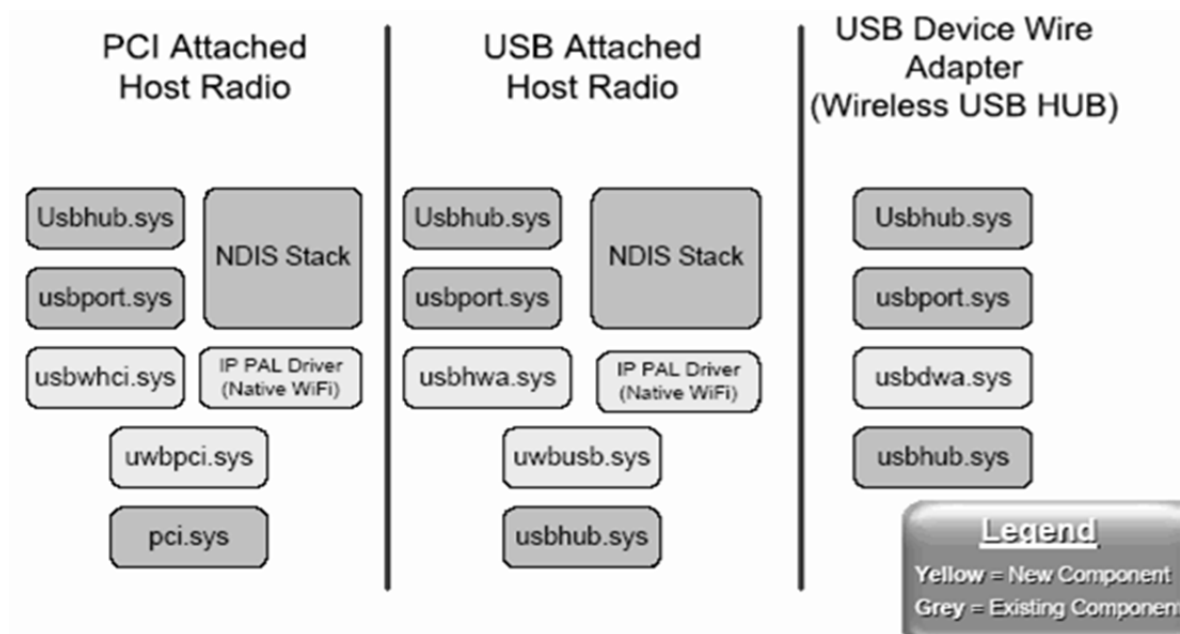 PCI Attached
Host Radio
Usbhub.sys
NDIS Stack
usbport.sys
usbwhci.sys
IP PAL Driver
(Native WiFi)
uwbpci.sys
pci.sys
USB Attached
Host Radio
Usbhub.sys
NDIS Stack
usbport.sys
usbhwa.sys
IP PAL Driver
(Native WiFi)
uwbusb.sys
usbhub.sys
USB Device Wire
Adapter
(Wireless USB HUB)
Usbhub.sys
usbport.sys
usbdwa.sys
usbhub.sys
Legend
Yellow = New Component
Grey = Existing Component